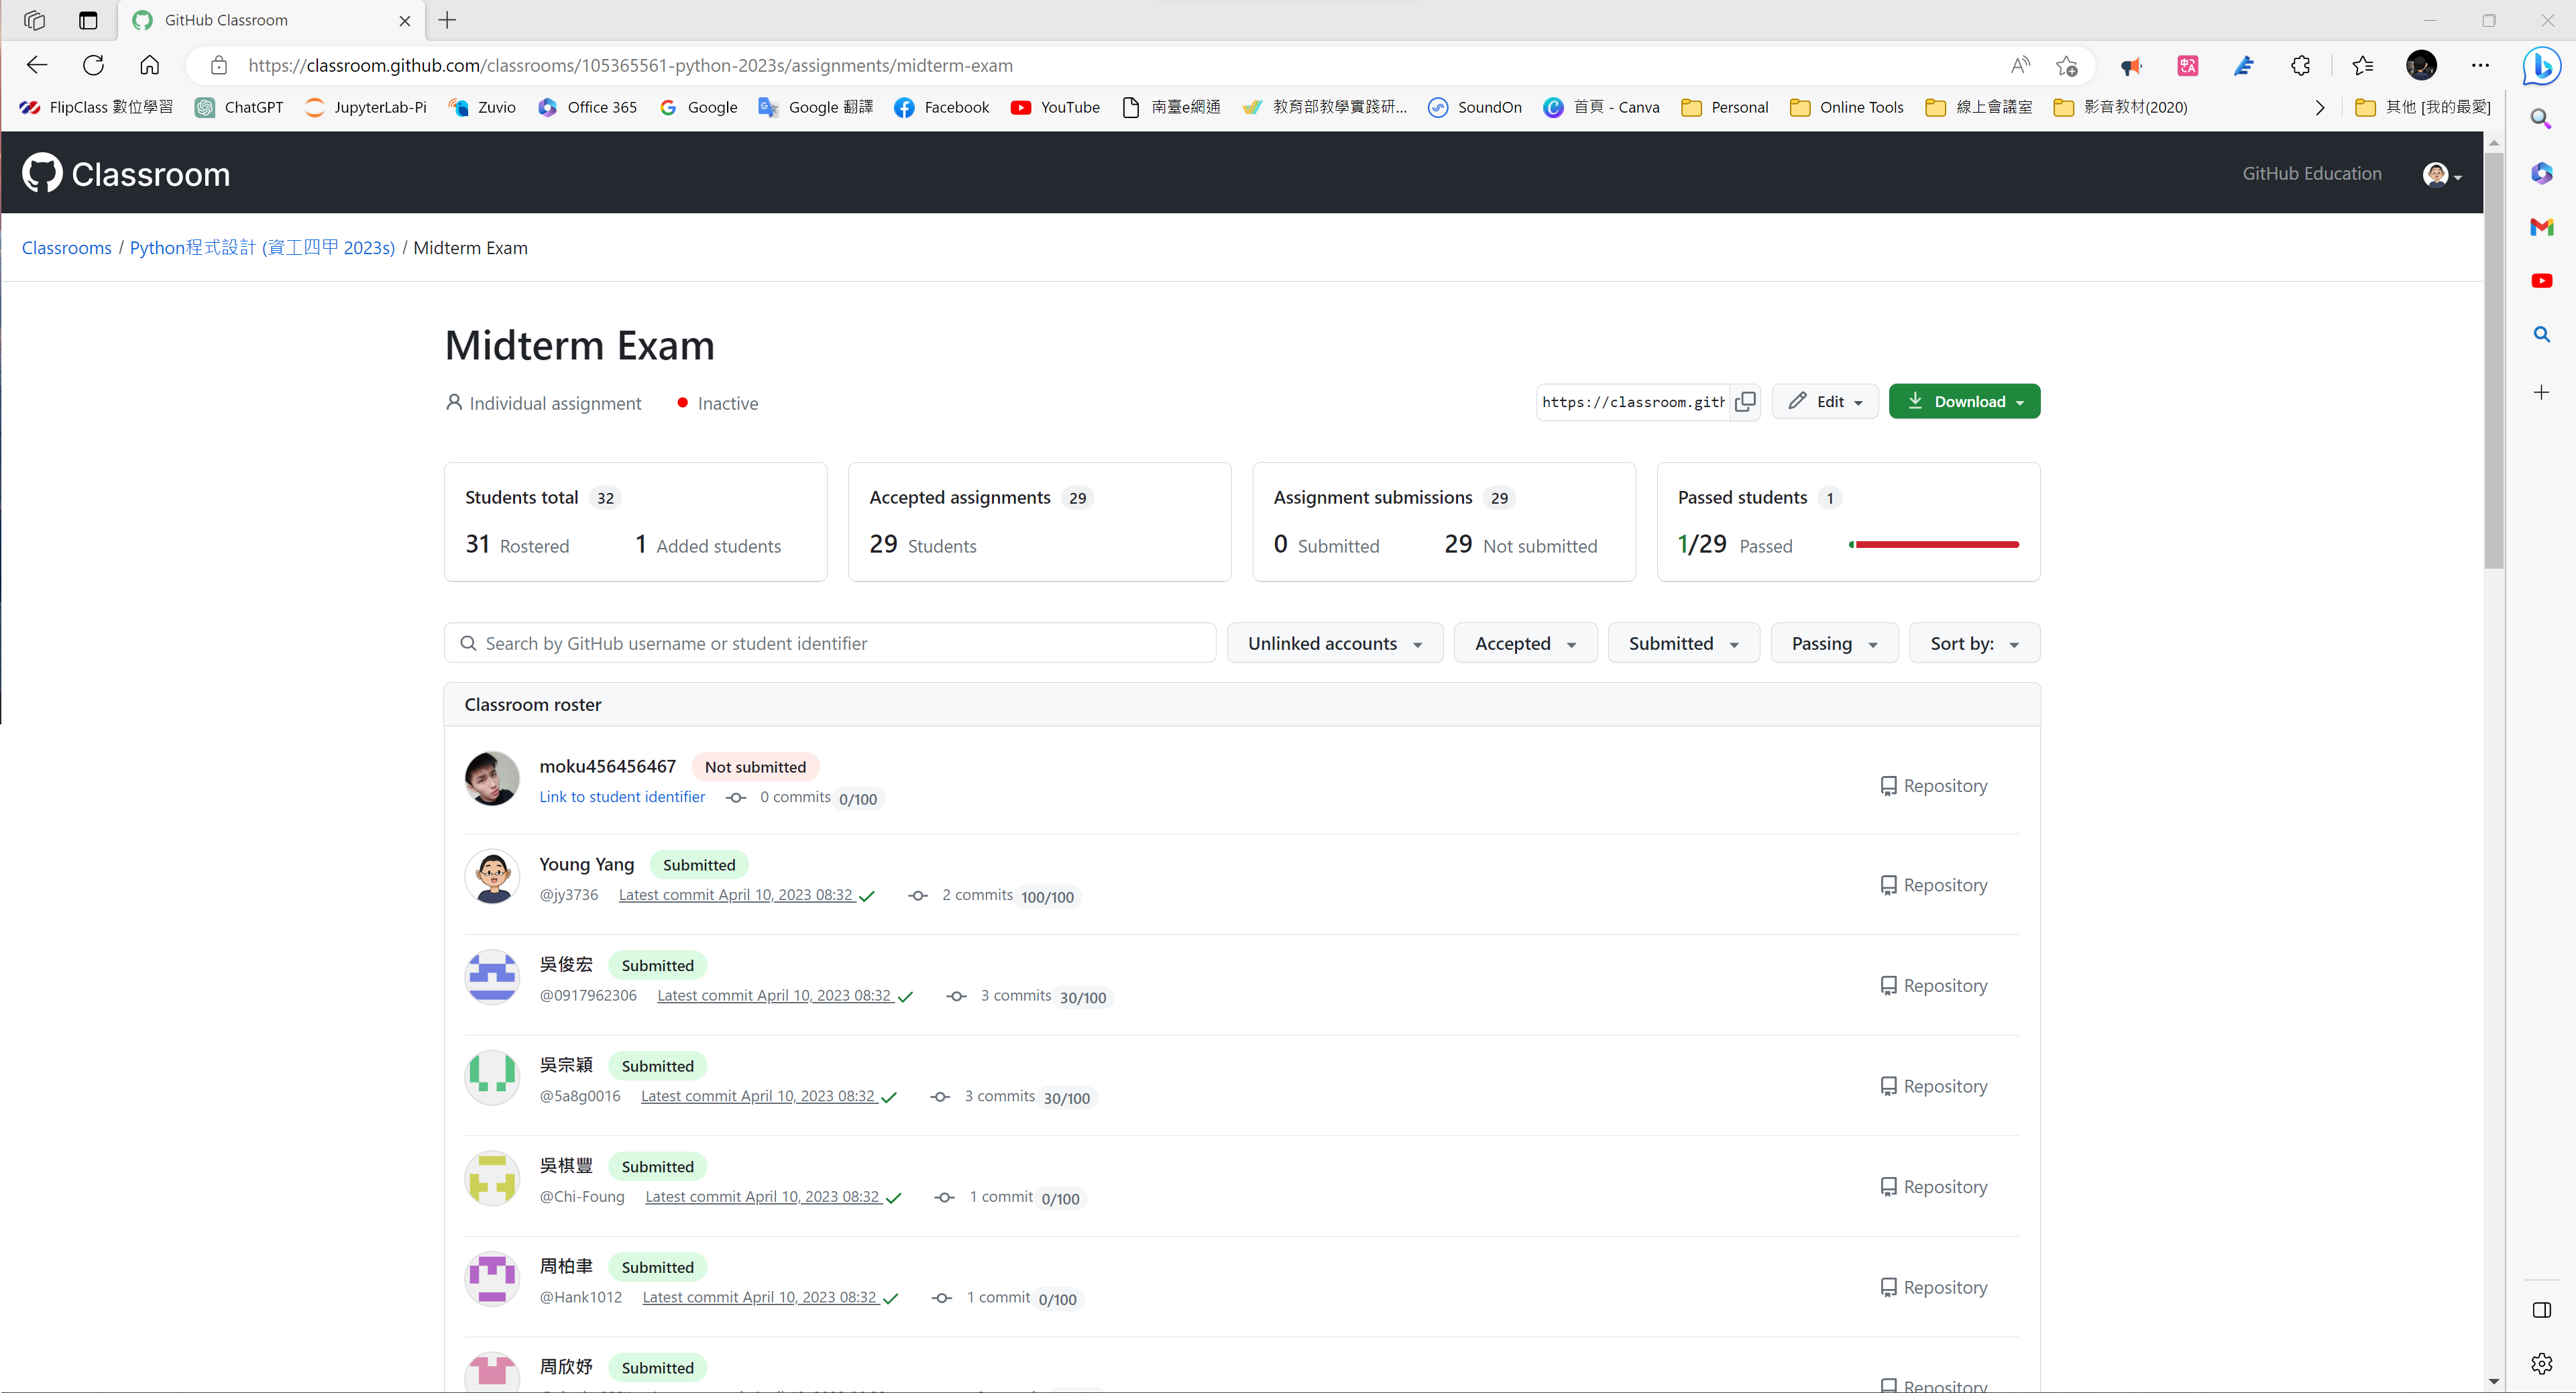 GitHub Classroom
https://classroom.github.com/classrooms/105365561-python-2023s/assignments/midterm-exam
FlipClass 數位學習 ChatGPT JupyterLab-Pi Zuvio Office 365 Google Google 翻譯 Facebook YouTube 南臺e網通 教育部教學實踐研... SoundOn 首頁 - Canva Personal Online Tools 線上會議室 影音教材(2020) 其他 [我的最愛]
Classroom GitHub Education
Classrooms / Python程式設計 (資工四甲 2023s) / Midterm Exam
Midterm Exam
Individual assignment Inactive https://classroom.gith Edit Download
Students total 32 Accepted assignments 29 Assignment submissions 29 Passed students 1
31 Rostered 1 Added students 29 Students 0 Submitted 29 Not submitted 1/29 Passed
Search by GitHub username or student identifier Unlinked accounts Accepted Submitted Passing Sort by:
Classroom roster
moku456456467 Not submitted
Link to student identifier 0 commits 0/100 Repository
Young Yang Submitted
@jy3736 Latest commit April 10, 2023 08:32 2 commits 100/100 Repository
吳俊宏 Submitted
@0917962306 Latest commit April 10, 2023 08:32 3 commits 30/100 Repository
吳宗穎 Submitted
@5a8g0016 Latest commit April 10, 2023 08:32 3 commits 30/100 Repository
吳棋豐 Submitted
@Chi-Foung Latest commit April 10, 2023 08:32 1 commit 0/100 Repository
周柏聿 Submitted
@Hank1012 Latest commit April 10, 2023 08:32 1 commit 0/100 Repository
周欣妤 Submitted
Repository